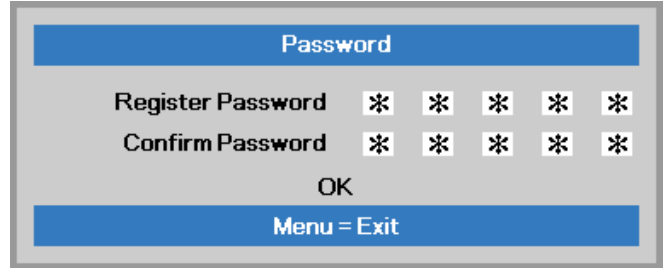 Password
Register Password * * * * *
Confirm Password * * * * *
OK
Menu = Exit